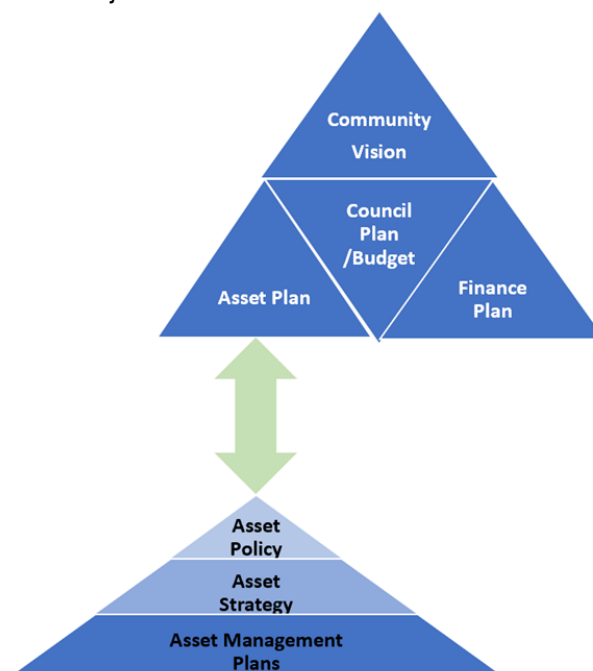 Community
Vision
Council
Plan
/Budget
Asset Plan
Finance
Plan
Asset
Policy
Asset
Strategy
Asset Management
Plans